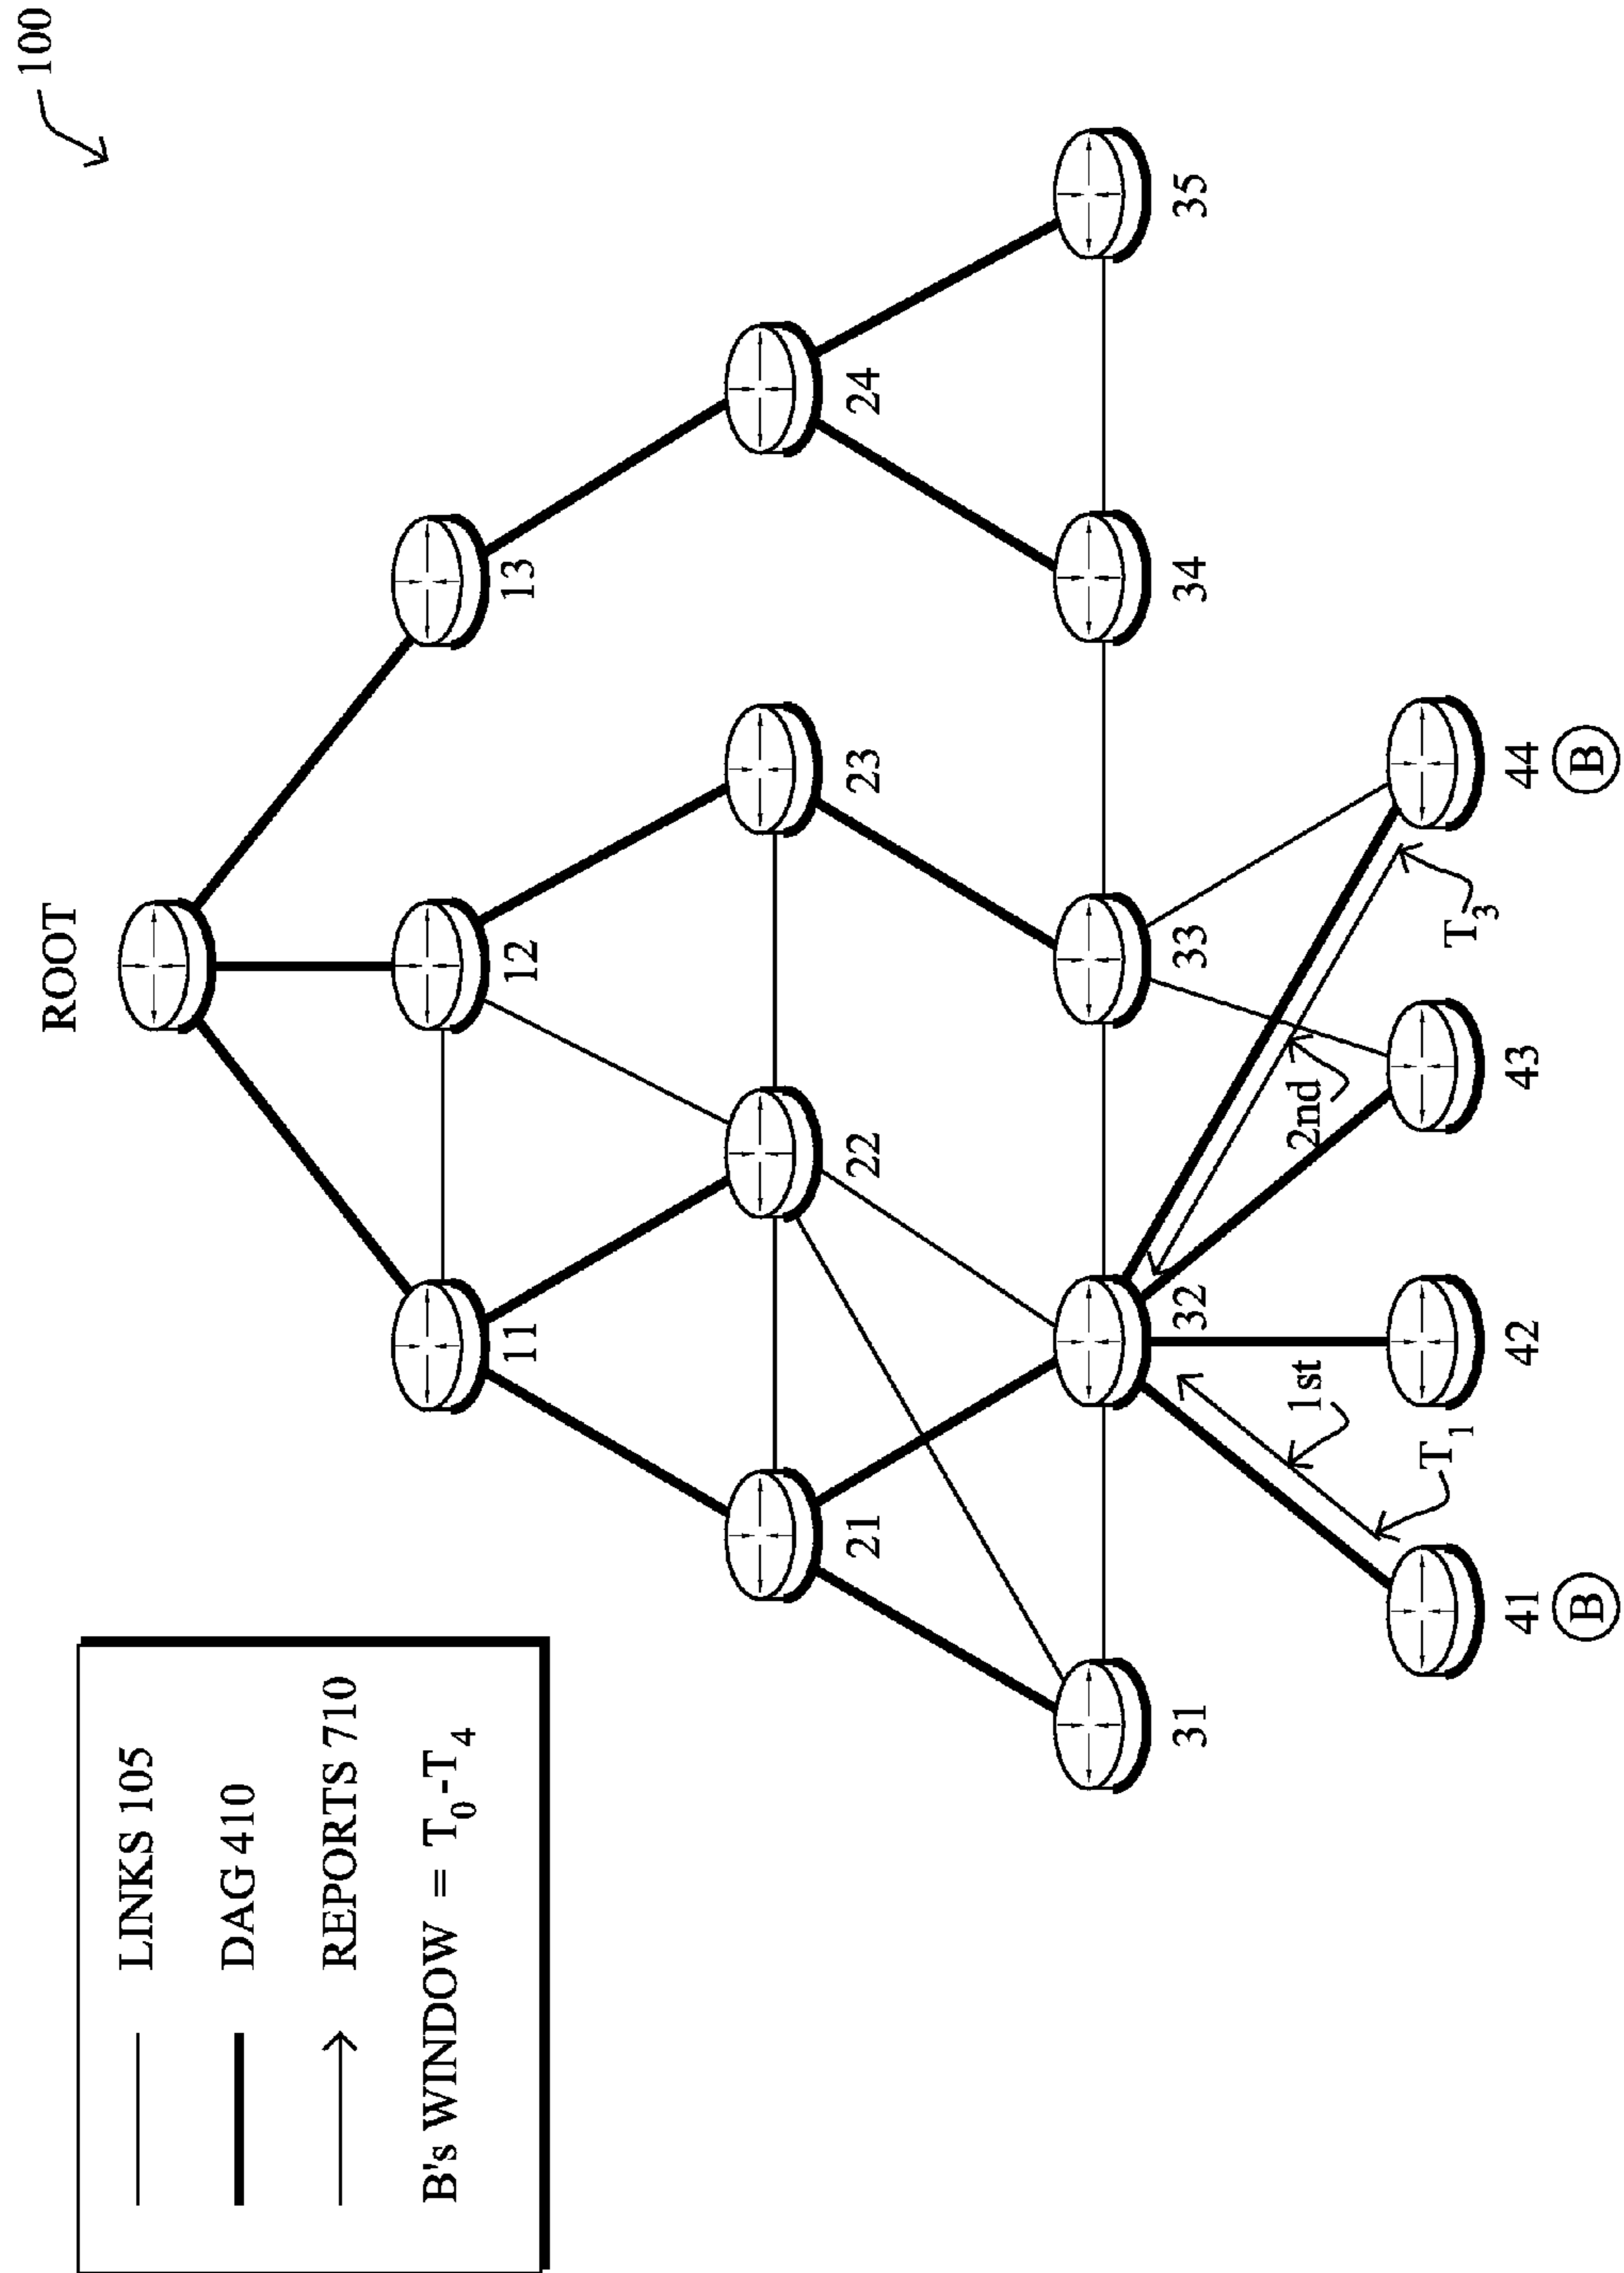 100
ROOT
11
12
13
21
22
23
24
31
32
33
34
35
1st
2nd
T1
T3
41
42
43
44
B
B
LINKS 105
DAG 410
REPORTS 710
B's WINDOW = T0-T4